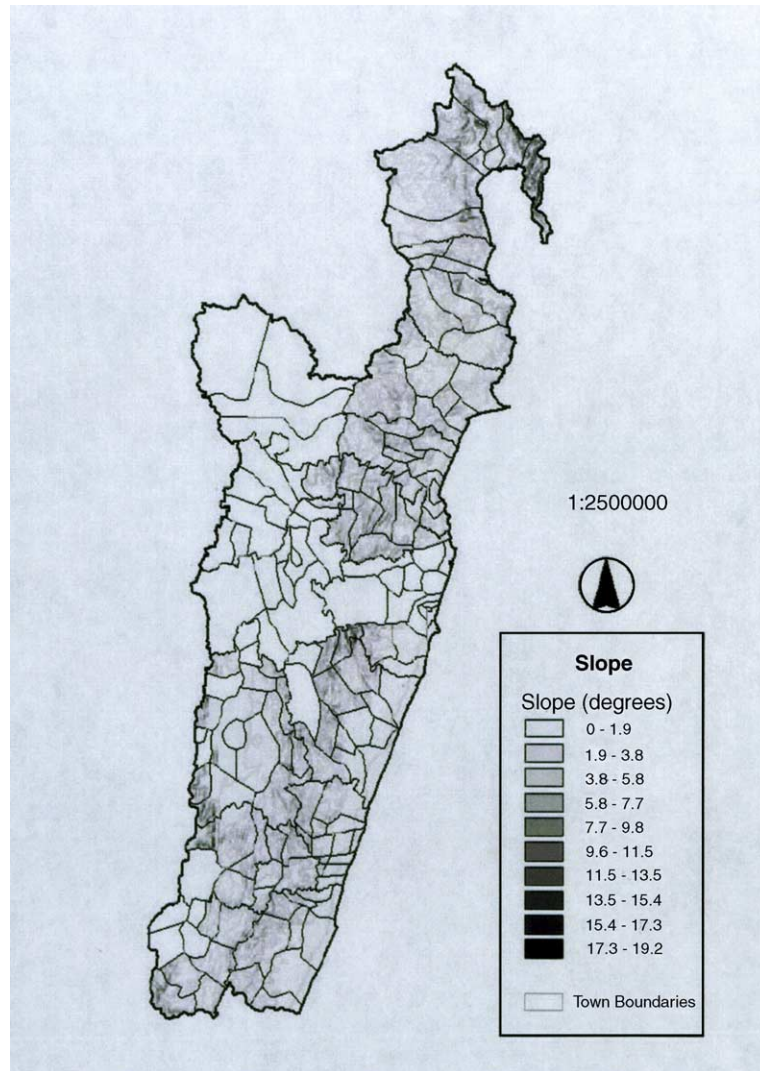 1:2500000
Slope
Slope (degrees)
0 - 1.9
1.9 - 3.8
3.8 - 5.8
5.8 - 7.7
7.7 - 9.8
9.6 - 11.5
11.5 - 13.5
13.5 - 15.4
15.4 - 17.3
17.3 - 19.2
Town Boundaries